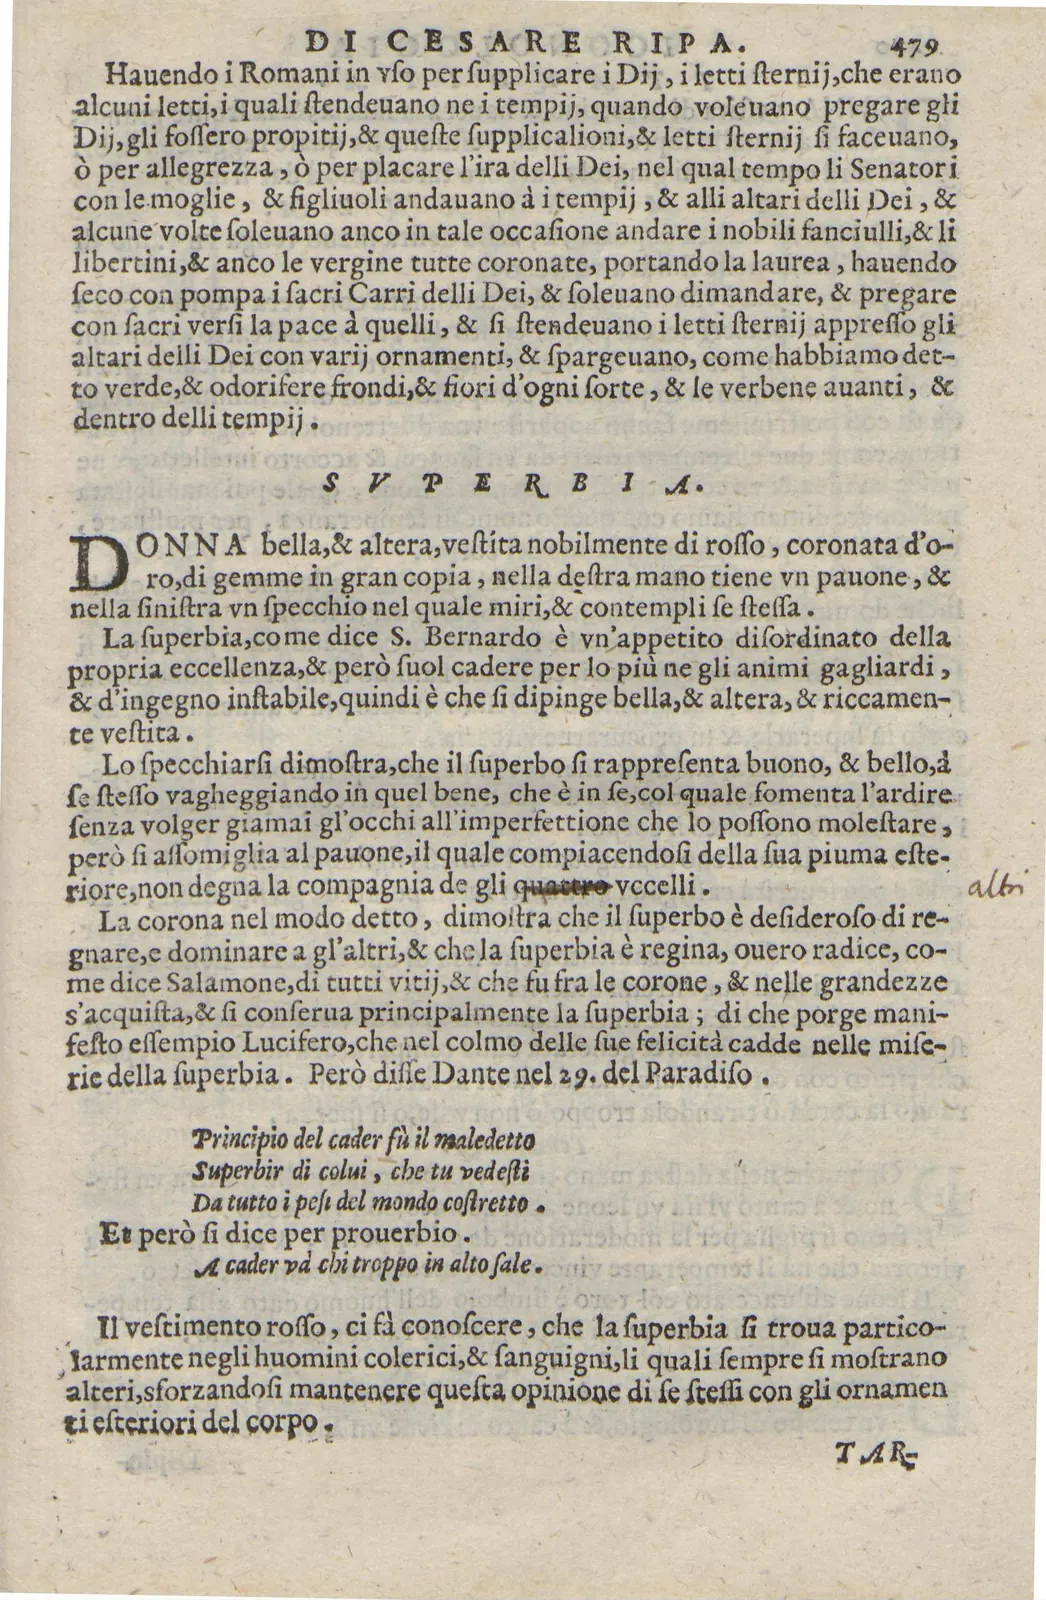 DI CESARE RIPA. 479
Hauendo i Romani in vſo per ſupplicare i Dij, i letti ſternij, che erano
alcuni letti, i quali ſtendeuano ne i tempij, quando voleuano pregare gli
Dij, gli foſſero propitij, & queſte ſupplicalioni, & letti ſternij ſi faceuano,
ò per allegrezza, ò per placare l'ira delli Dei, nel qual tempo li Senatori
con le moglie, & figliuoli andauano à i tempij, & alli altari delli Dei, &
alcune volte ſoleuano anco in tale occaſione andare i nobili fanciulli, & li
libertini, & anco le vergine tutte coronate, portando la laurea, hauendo
ſeco con pompa i ſacri Carri delli Dei, & ſoleuano dimandare, & pregare
con ſacri verſi la pace à quelli, & ſi ſtendeuano i letti ſternij appreſſo gli
altari delli Dei con varij ornamenti, & ſpargeuano, come habbiamo det-
to verde, & odorifere frondi, & fiori d'ogni ſorte, & le verbene auanti, &
dentro delli tempij.
SVPERBIA.
DONNA bella, & altera, veſtita nobilmente di roſſo, coronata d'o-
ro, di gemme in gran copia, nella deſtra mano tiene vn pauone, &
nella ſiniſtra vn ſpecchio nel quale miri, & contempli ſe ſteſſa.
La ſuperbia, come dice S. Bernardo è vn'appetito diſordinato della
propria eccellenza, & però ſuol cadere per lo più ne gli animi gagliardi,
& d'ingegno inſtabile, quindi è che ſi dipinge bella, & altera, & riccamen-
te veſtita.
Lo ſpecchiarſi dimoſtra, che il ſuperbo ſi rappreſenta buono, & bello, à
ſe ſteſſo vagheggiando in quel bene, che è in ſe, col quale fomenta l'ardire
ſenza volger giamai gl'occhi all'imperfettione che lo poſſono moleſtare,
però ſi aſſomiglia al pauone, il quale compiacendoſi della ſua piuma eſte-
riore, non degna la compagnia de gli quattro vccelli. altri
La corona nel modo detto, dimoſtra che il ſuperbo è deſideroſo di re-
gnare, e dominare a gl'altri, & che la ſuperbia è regina, ouero radice, co-
me dice Salamone, di tutti vitij, & che fu fra le corone, & nelle grandezze
s'acquiſta, & ſi conſerua principalmente la ſuperbia; di che porge mani-
feſto eſſempio Lucifero, che nel colmo delle ſue felicità cadde nelle miſe-
rie della ſuperbia. Però diſſe Dante nel 29. del Paradiſo.
Principio del cader fù il maledetto
Superbir di colui, che tu vedeſti
Da tutto i peſi del mondo coſtretto.
Et però ſi dice per prouerbio.
A cader và chi troppo in alto ſale.
Il veſtimento roſſo, ci fà conoſcere, che la ſuperbia ſi troua partico-
larmente negli huomini colerici, & ſanguigni, li quali ſempre ſi moſtrano
alteri, sforzandoſi mantenere queſta opinione di ſe ſteſſi con gli ornamen
ti eſteriori del corpo.
TAR-